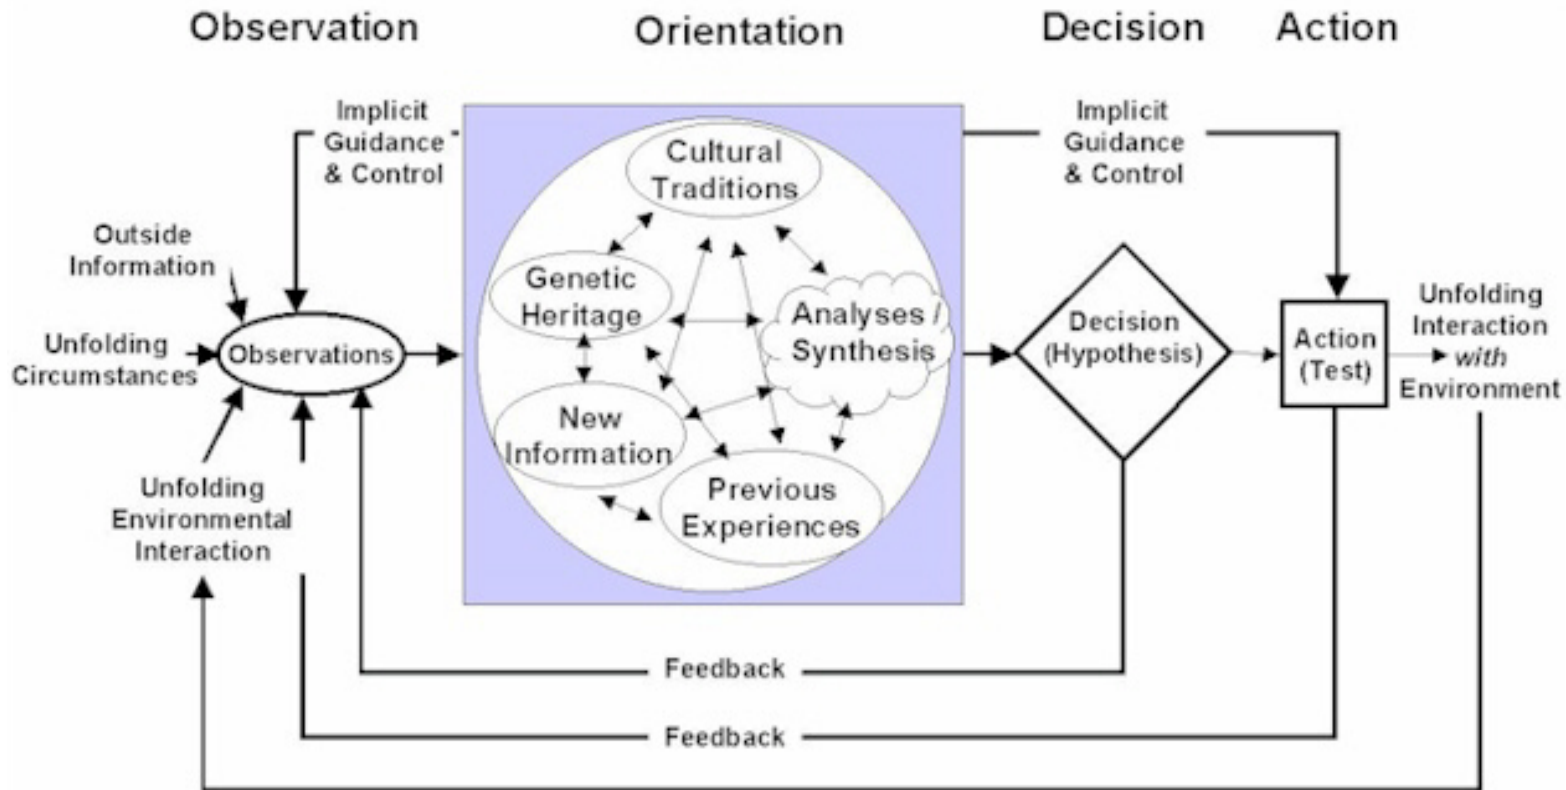 Observation
Orientation
Decision
Action
Implicit
Guidance
& Control
Implicit
Guidance
& Control
Cultural
Traditions
Outside
Information
Genetic
Heritage
Analyses /
Synthesis
Unfolding
Circumstances
Observations
Decision
(Hypothesis)
Action
(Test)
Unfolding
Interaction
with
Environment
New
Information
Previous
Experiences
Unfolding
Environmental
Interaction
Feedback
Feedback